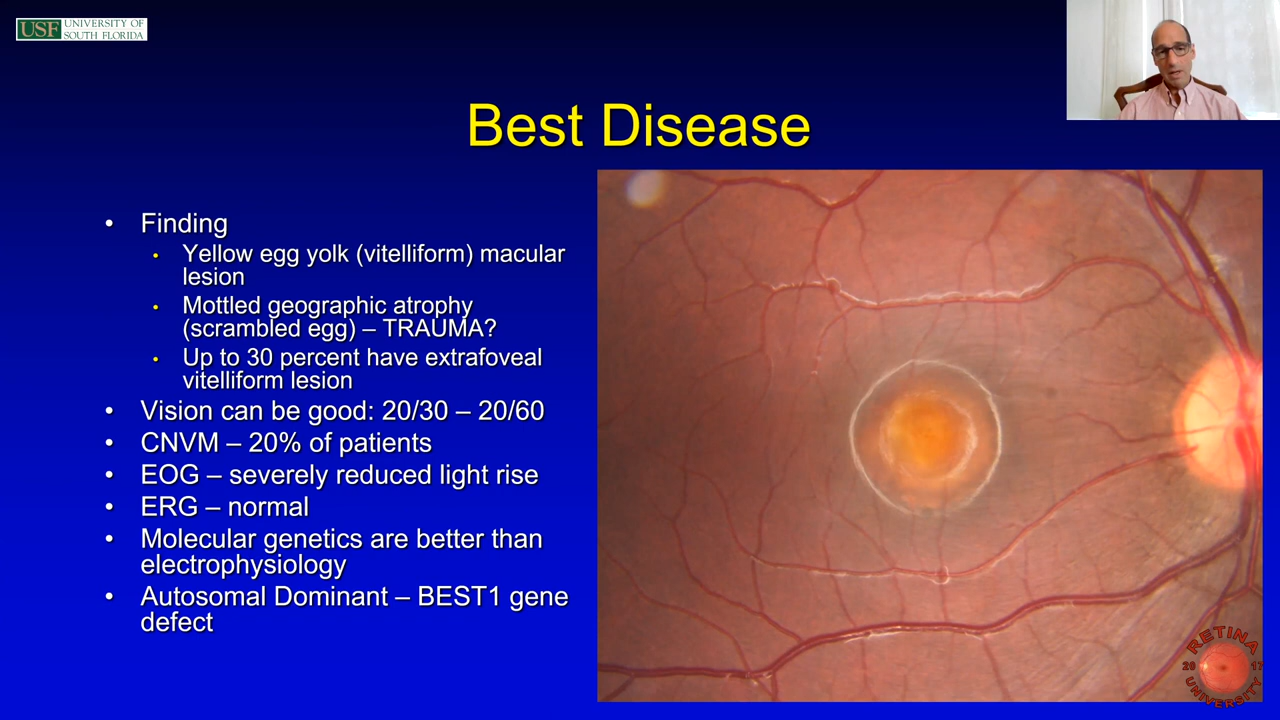 USF UNIVERSITY OF
SOUTH FLORIDA
Best Disease
• Finding
• Yellow egg yolk (vitelliform) macular
lesion
• Mottled geographic atrophy
(scrambled egg) – TRAUMA?
• Up to 30 percent have extrafoveal
vitelliform lesion
• Vision can be good: 20/30 – 20/60
• CNVM – 20% of patients
• EOG – severely reduced light rise
• ERG – normal
• Molecular genetics are better than
electrophysiology
• Autosomal Dominant – BEST1 gene
defect
RETINA
20 17
UNIVERSITY